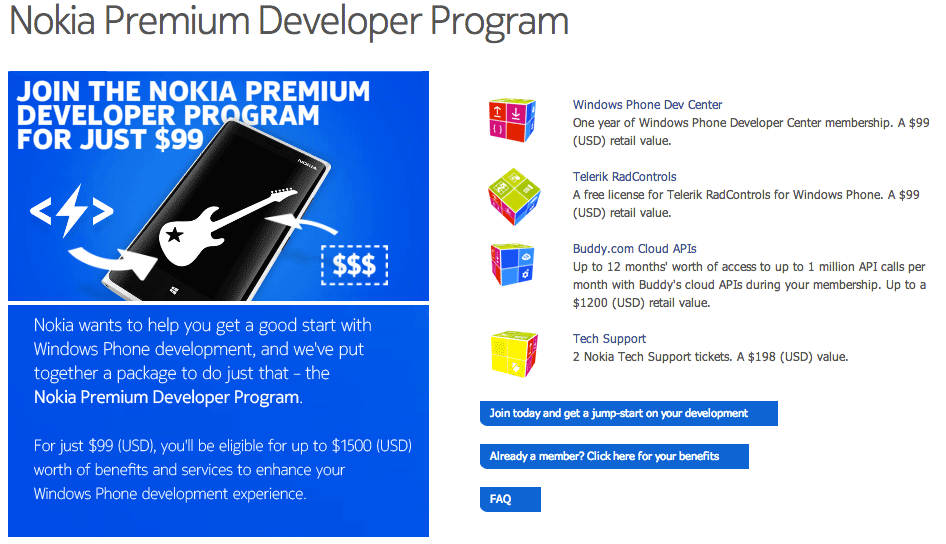 Nokia Premium Developer Program
JOIN THE NOKIA PREMIUM
DEVELOPER PROGRAM
FOR JUST $99
NOKIA
< >
$$$
Nokia wants to help you get a good start with
Windows Phone development, and we've put
together a package to do just that – the
Nokia Premium Developer Program.
For just $99 (USD), you'll be eligible for up to $1500 (USD)
worth of benefits and services to enhance your
Windows Phone development experience.
Windows Phone Dev Center
One year of Windows Phone Developer Center membership. A $99
(USD) retail value.
Telerik RadControls
A free license for Telerik RadControls for Windows Phone. A $99
(USD) retail value.
Buddy.com Cloud APIs
Up to 12 months' worth of access to up to 1 million API calls per
month with Buddy's cloud APIs during your membership. Up to a
$1200 (USD) retail value.
Tech Support
2 Nokia Tech Support tickets. A $198 (USD) value.
Join today and get a jump-start on your development
Already a member? Click here for your benefits
FAQ